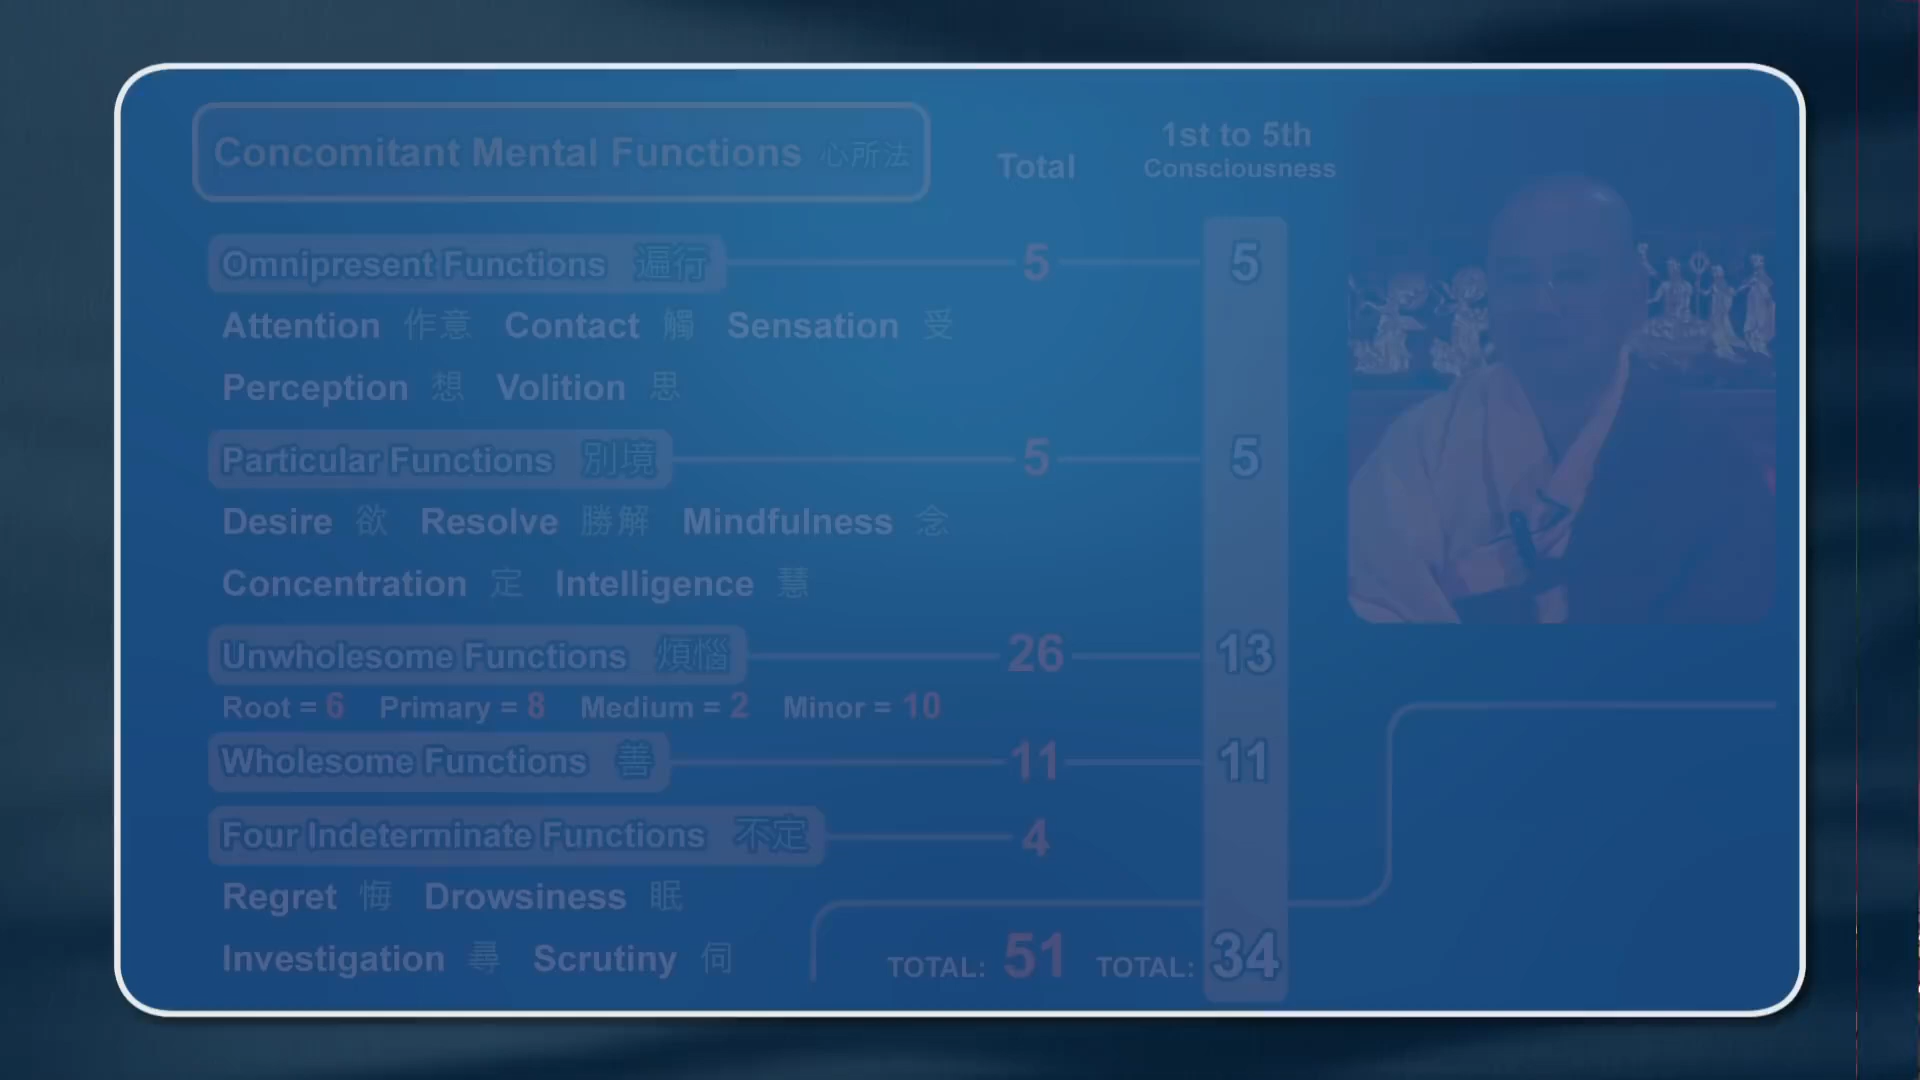 Concomitant Mental Functions 心所法
Total
1st to 5th
Consciousness
Omnipresent Functions 遍行 5 5
Attention 作意 Contact 觸 Sensation 受
Perception 想 Volition 思
Particular Functions 別境 5 5
Desire 欲 Resolve 勝解 Mindfulness 念
Concentration 定 Intelligence 慧
Unwholesome Functions 煩惱 26 13
Root = 6 Primary = 8 Medium = 2 Minor = 10
Wholesome Functions 善 11 11
Four Indeterminate Functions 不定 4
Regret 悔 Drowsiness 眠
Investigation 尋 Scrutiny 伺
TOTAL: 51 TOTAL: 34